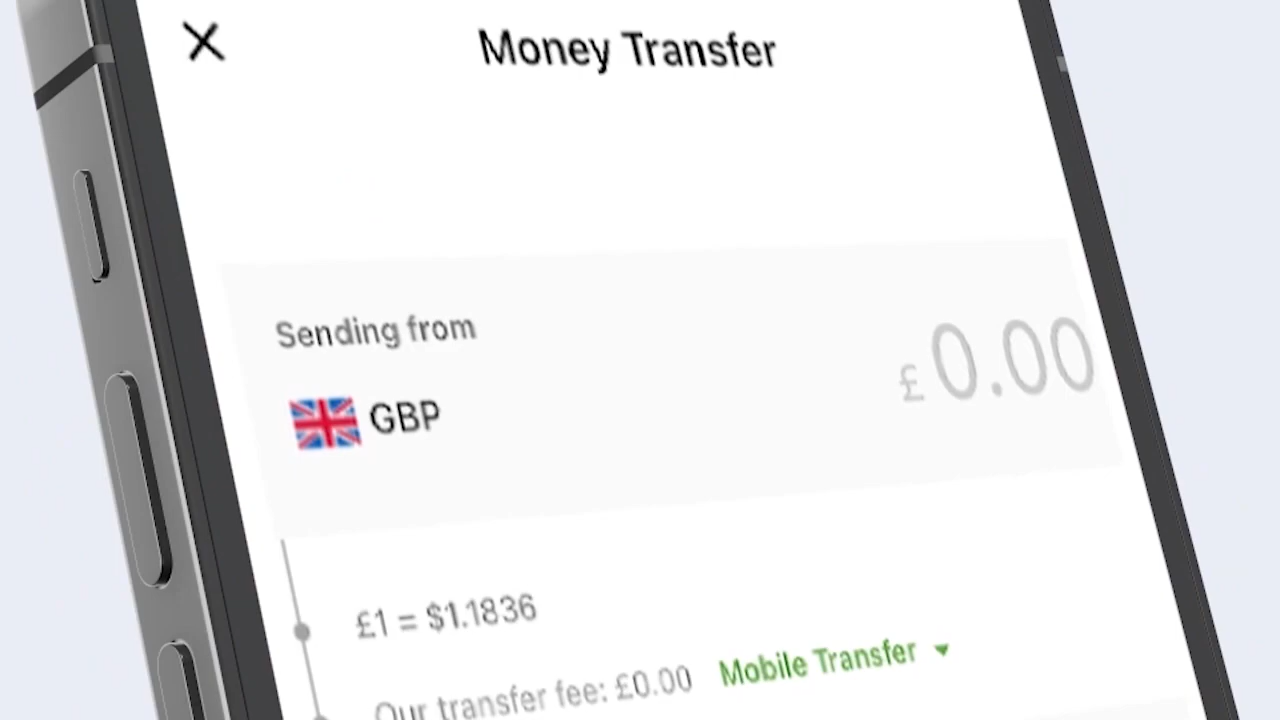 Money Transfer
Sending from
GBP
£ 0.00
£1 = $1.1836
Our transfer fee: £0.00 Mobile Transfer